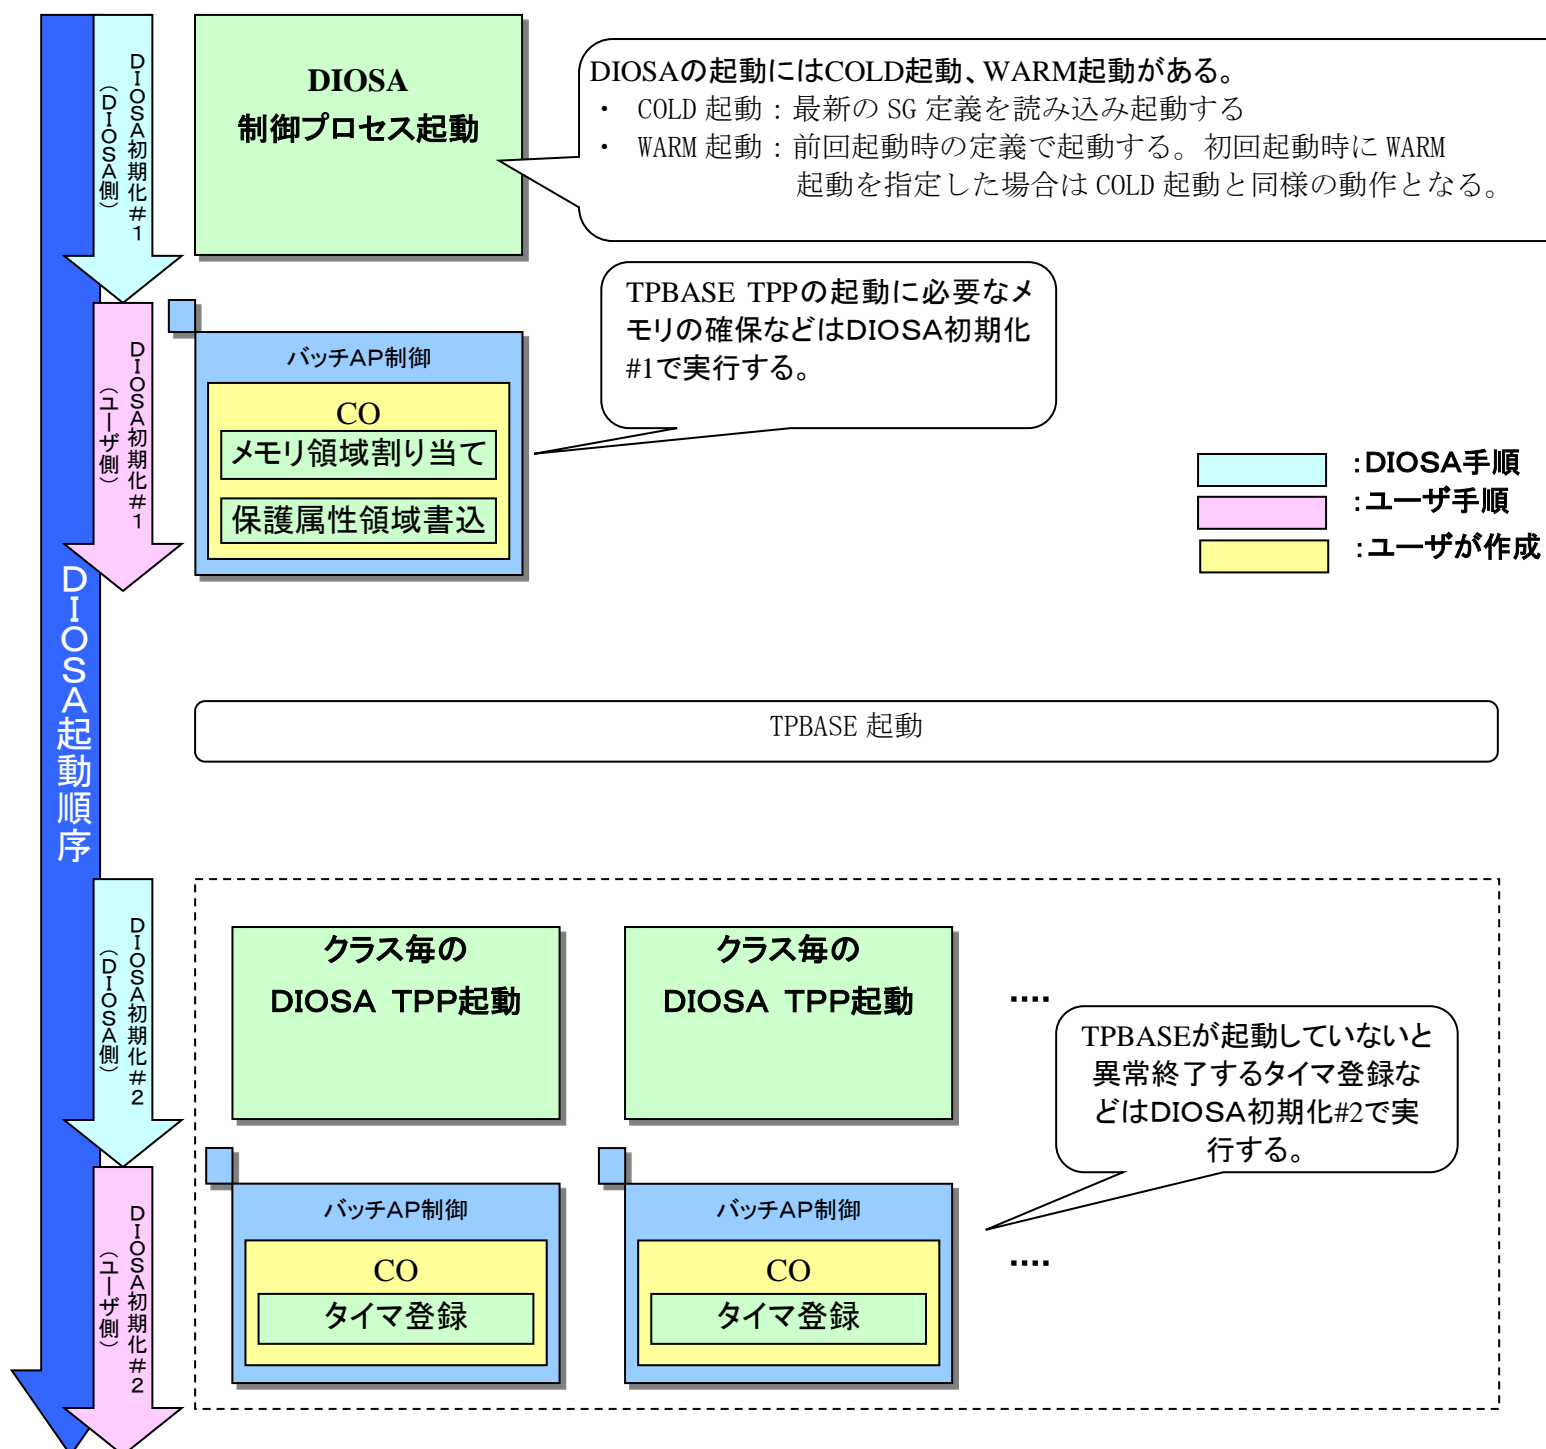 DIOSA起動順序
DIOSA初期化#1
(DIOSA側)
DIOSA
制御プロセス起動
DIOSAの起動にはCOLD起動、WARM起動がある。
・ COLD 起動：最新の SG 定義を読み込み起動する
・ WARM 起動：前回起動時の定義で起動する。初回起動時に WARM
起動を指定した場合は COLD 起動と同様の動作となる。
DIOSA初期化#1
(ユーザ側)
バッチAP制御
CO
メモリ領域割り当て
保護属性領域書込
TPBASE TPPの起動に必要なメ
モリの確保などはDIOSA初期化
#1で実行する。
:DIOSA手順
:ユーザ手順
:ユーザが作成
TPBASE 起動
DIOSA初期化#2
(DIOSA側)
クラス毎の
DIOSA TPP起動
クラス毎の
DIOSA TPP起動
....
TPBASEが起動していないと
異常終了するタイマ登録な
どはDIOSA初期化#2で実
行する。
DIOSA初期化#2
(ユーザ側)
バッチAP制御
CO
タイマ登録
バッチAP制御
CO
タイマ登録
....